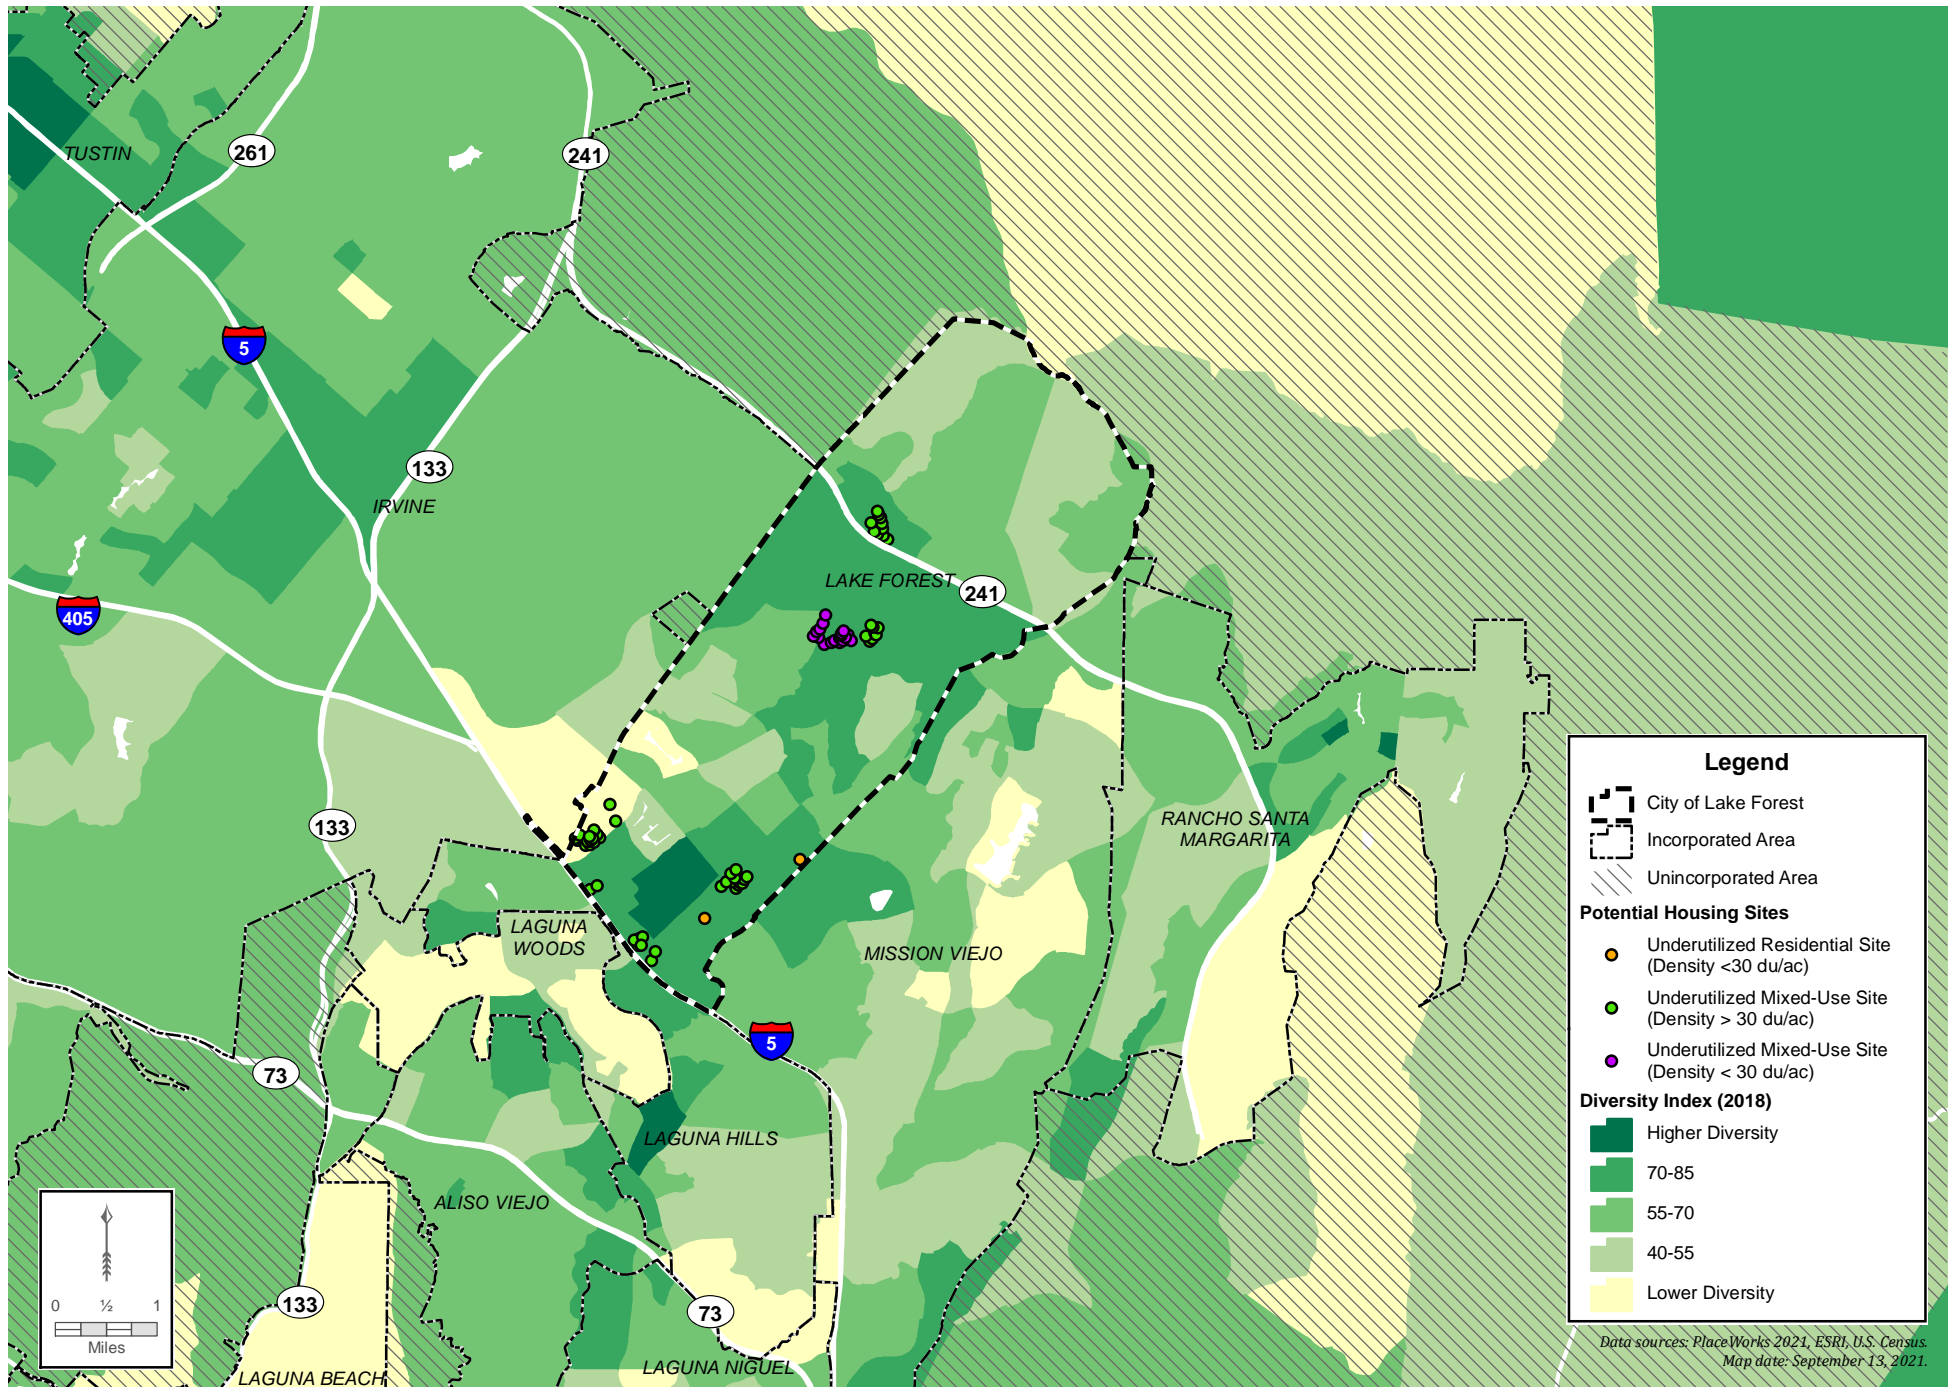 TUSTIN
261
241
5
133
IRVINE
LAKE FOREST
241
405
133
RANCHO SANTA
MARGARITA
LAGUNA
WOODS
MISSION VIEJO
5
73
LAGUNA HILLS
ALISO VIEJO
133
73
LAGUNA NIGUEL
LAGUNA BEACH
0 ½ 1
Miles
Legend
City of Lake Forest
Incorporated Area
Unincorporated Area
Potential Housing Sites
Underutilized Residential Site
(Density <30 du/ac)
Underutilized Mixed-Use Site
(Density > 30 du/ac)
Underutilized Mixed-Use Site
(Density < 30 du/ac)
Diversity Index (2018)
Higher Diversity
70-85
55-70
40-55
Lower Diversity
Data sources: PlaceWorks 2021, ESRI, U.S. Census.
Map date: September 13, 2021.